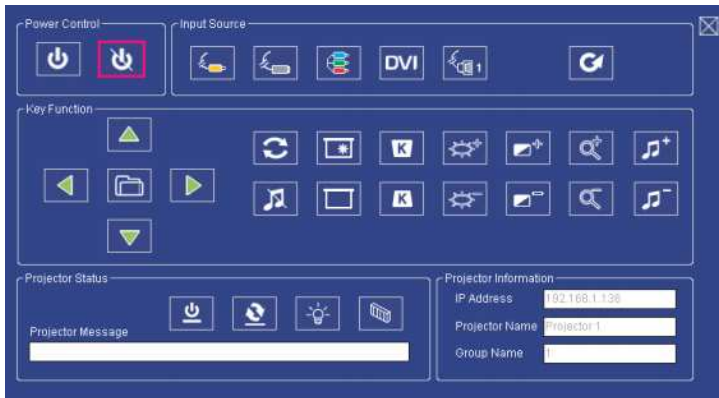 Power Control
Input Source
DVI
1
Key Function
K
K
Projector Status
Projector Message
Projector Information
IP Address 192.168.1.136
Projector Name Projector 1
Group Name 1